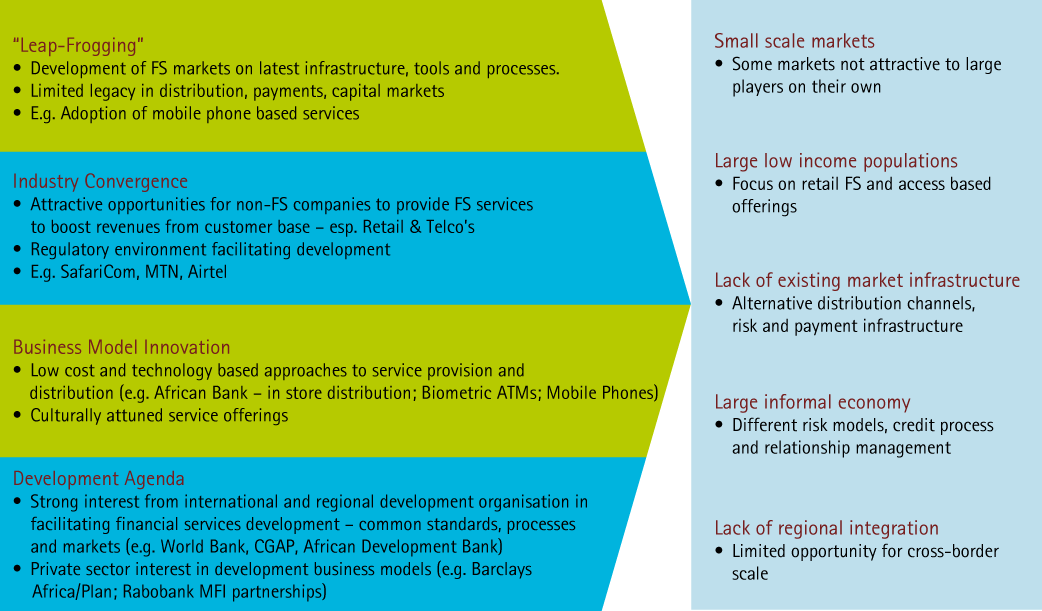 “Leap-Frogging”
• Development of FS markets on latest infrastructure, tools and processes.
• Limited legacy in distribution, payments, capital markets
• E.g. Adoption of mobile phone based services
Industry Convergence
• Attractive opportunities for non-FS companies to provide FS services
to boost revenues from customer base – esp. Retail & Telco’s
• Regulatory environment facilitating development
• E.g. SafariCom, MTN, Airtel
Business Model Innovation
• Low cost and technology based approaches to service provision and
distribution (e.g. African Bank – in store distribution; Biometric ATMs; Mobile Phones)
• Culturally attuned service offerings
Development Agenda
• Strong interest from international and regional development organisation in
facilitating financial services development – common standards, processes
and markets (e.g. World Bank, CGAP, African Development Bank)
• Private sector interest in development business models (e.g. Barclays
Africa/Plan; Rabobank MFI partnerships)
Small scale markets
• Some markets not attractive to large
players on their own
Large low income populations
• Focus on retail FS and access based
offerings
Lack of existing market infrastructure
• Alternative distribution channels,
risk and payment infrastructure
Large informal economy
• Different risk models, credit process
and relationship management
Lack of regional integration
• Limited opportunity for cross-border
scale